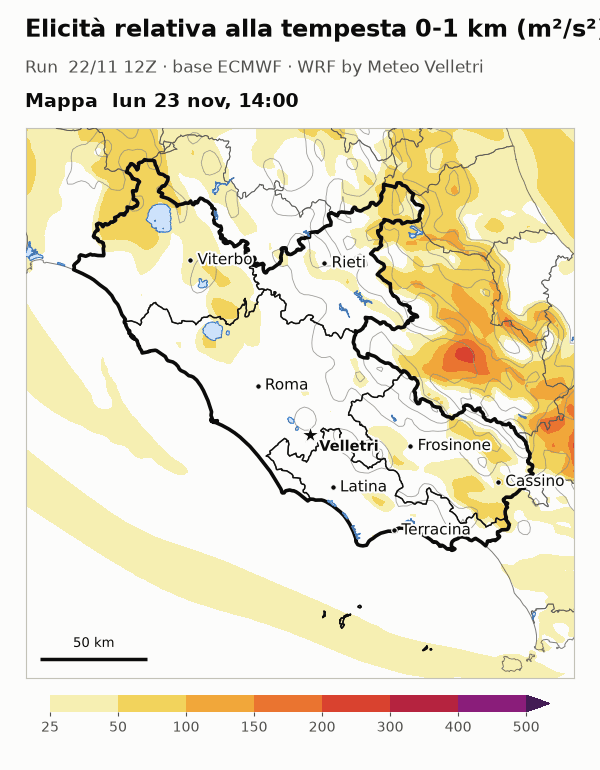 Elicità relativa alla tempesta 0-1 km (m²/s²)
Run 22/11 12Z · base ECMWF · WRF by Meteo Velletri
Mappa lun 23 nov, 14:00
Viterbo
Rieti
Roma
Velletri
Frosinone
Cassino
Latina
Terracina
50 km
25 50 100 150 200 300 400 500